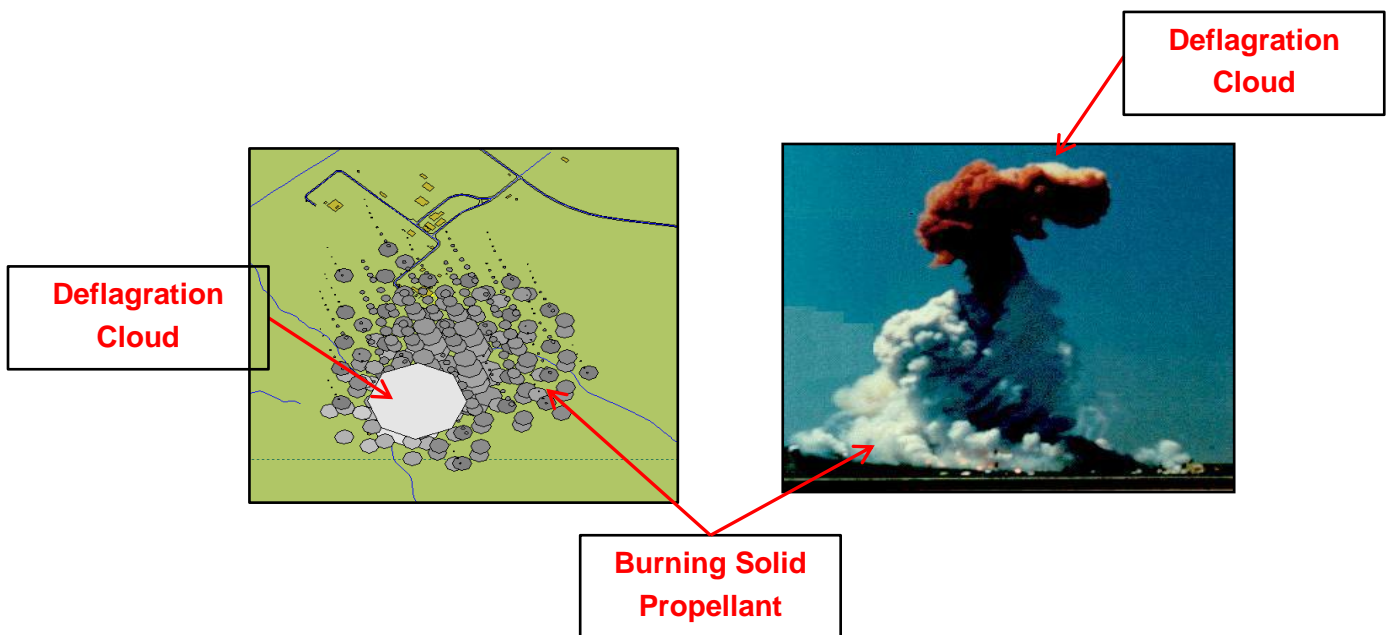 Deflagration
Cloud
Deflagration
Cloud
Burning Solid
Propellant